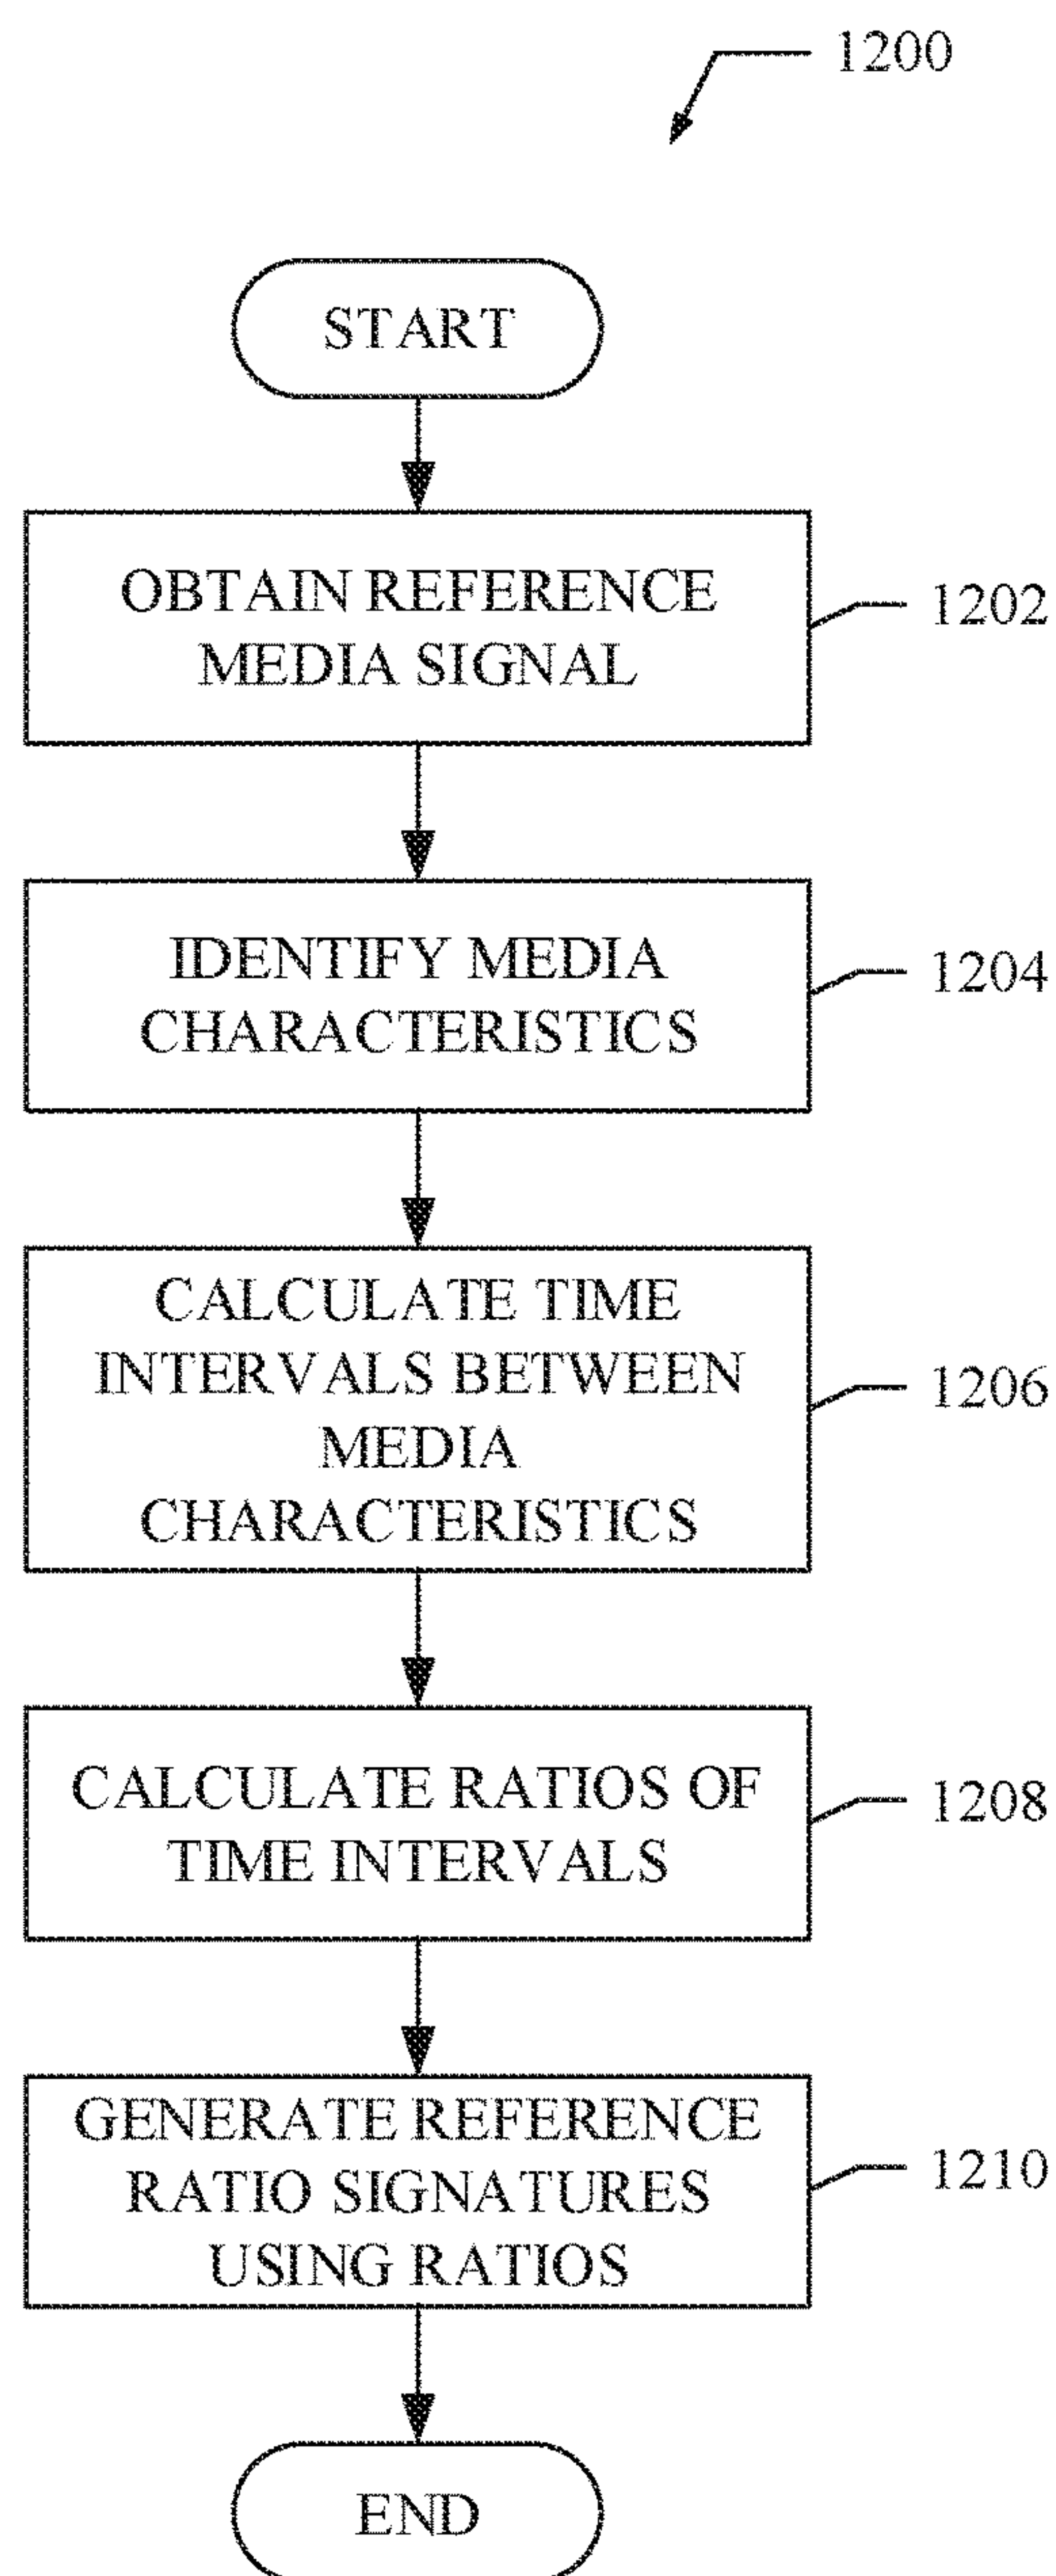 1200
START
OBTAIN REFERENCE
MEDIA SIGNAL
1202
IDENTIFY MEDIA
CHARACTERISTICS
1204
CALCULATE TIME
INTERVALS BETWEEN
MEDIA
CHARACTERISTICS
1206
CALCULATE RATIOS OF
TIME INTERVALS
1208
GENERATE REFERENCE
RATIO SIGNATURES
USING RATIOS
1210
END